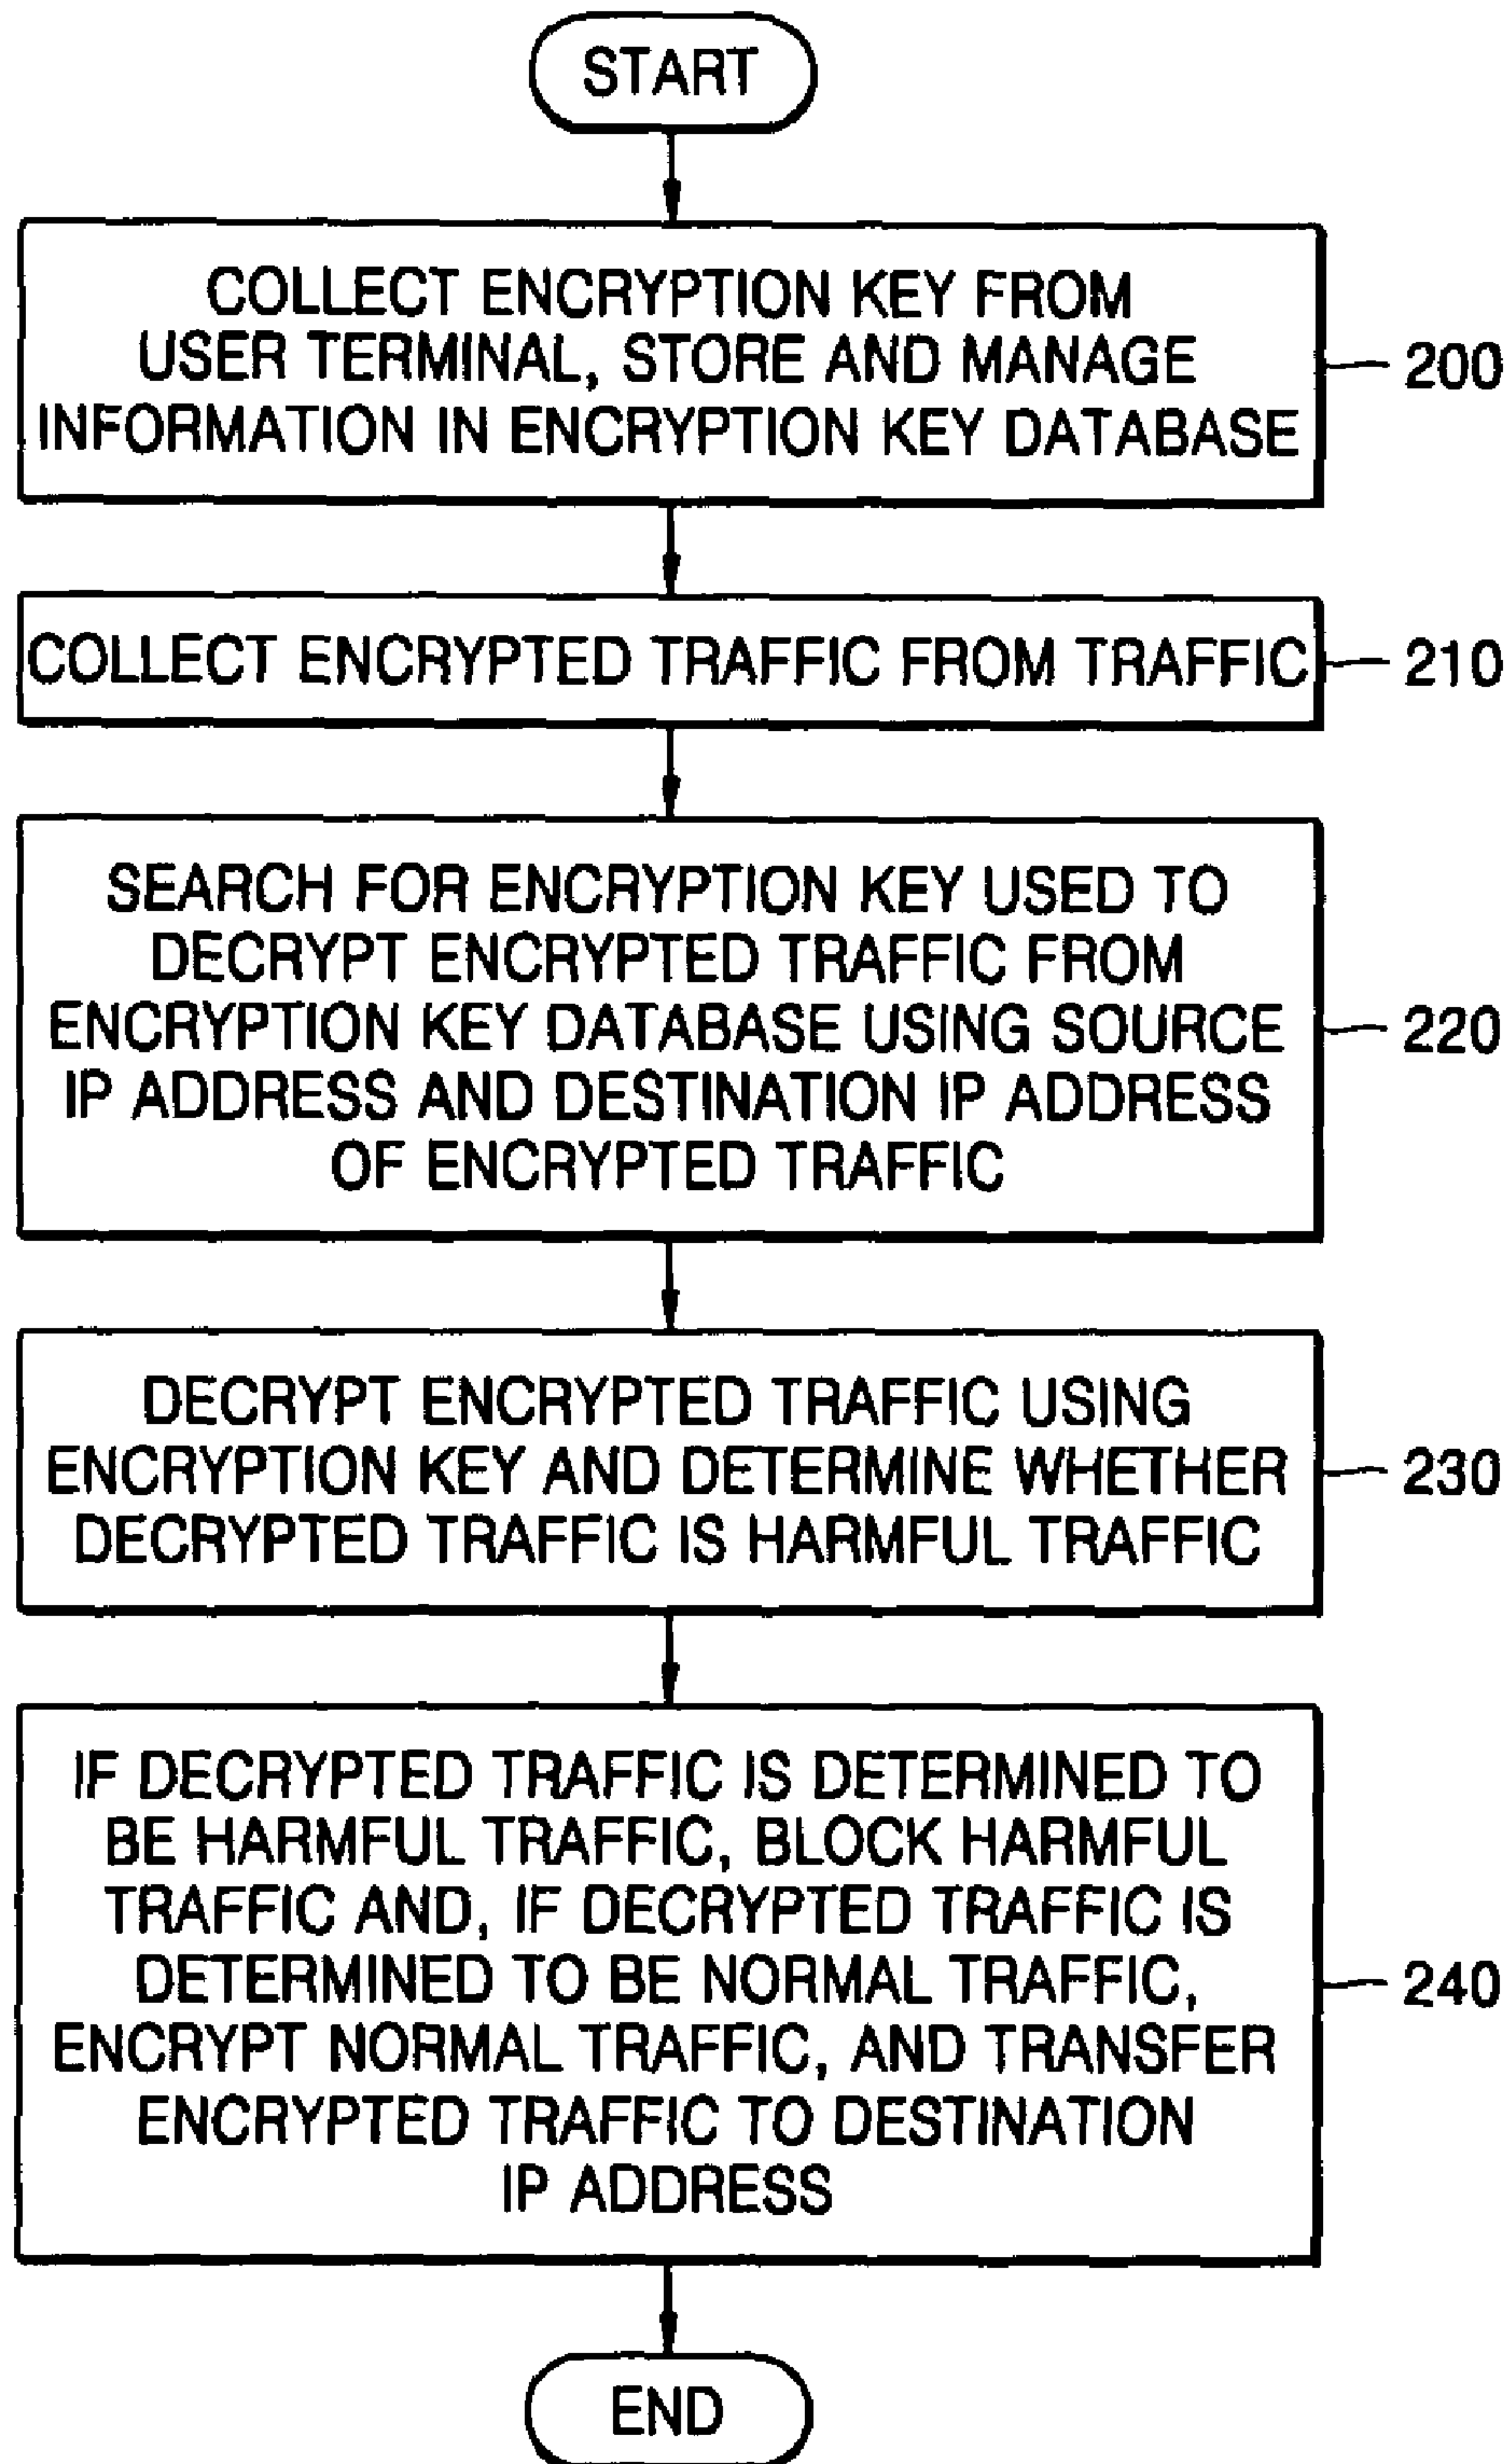 START
COLLECT ENCRYPTION KEY FROM
USER TERMINAL, STORE AND MANAGE
INFORMATION IN ENCRYPTION KEY DATABASE
200
COLLECT ENCRYPTED TRAFFIC FROM TRAFFIC
210
SEARCH FOR ENCRYPTION KEY USED TO
DECRYPT ENCRYPTED TRAFFIC FROM
ENCRYPTION KEY DATABASE USING SOURCE
IP ADDRESS AND DESTINATION IP ADDRESS
OF ENCRYPTED TRAFFIC
220
DECRYPT ENCRYPTED TRAFFIC USING
ENCRYPTION KEY AND DETERMINE WHETHER
DECRYPTED TRAFFIC IS HARMFUL TRAFFIC
230
IF DECRYPTED TRAFFIC IS DETERMINED TO
BE HARMFUL TRAFFIC, BLOCK HARMFUL
TRAFFIC AND, IF DECRYPTED TRAFFIC IS
DETERMINED TO BE NORMAL TRAFFIC,
ENCRYPT NORMAL TRAFFIC, AND TRANSFER
ENCRYPTED TRAFFIC TO DESTINATION
IP ADDRESS
240
END